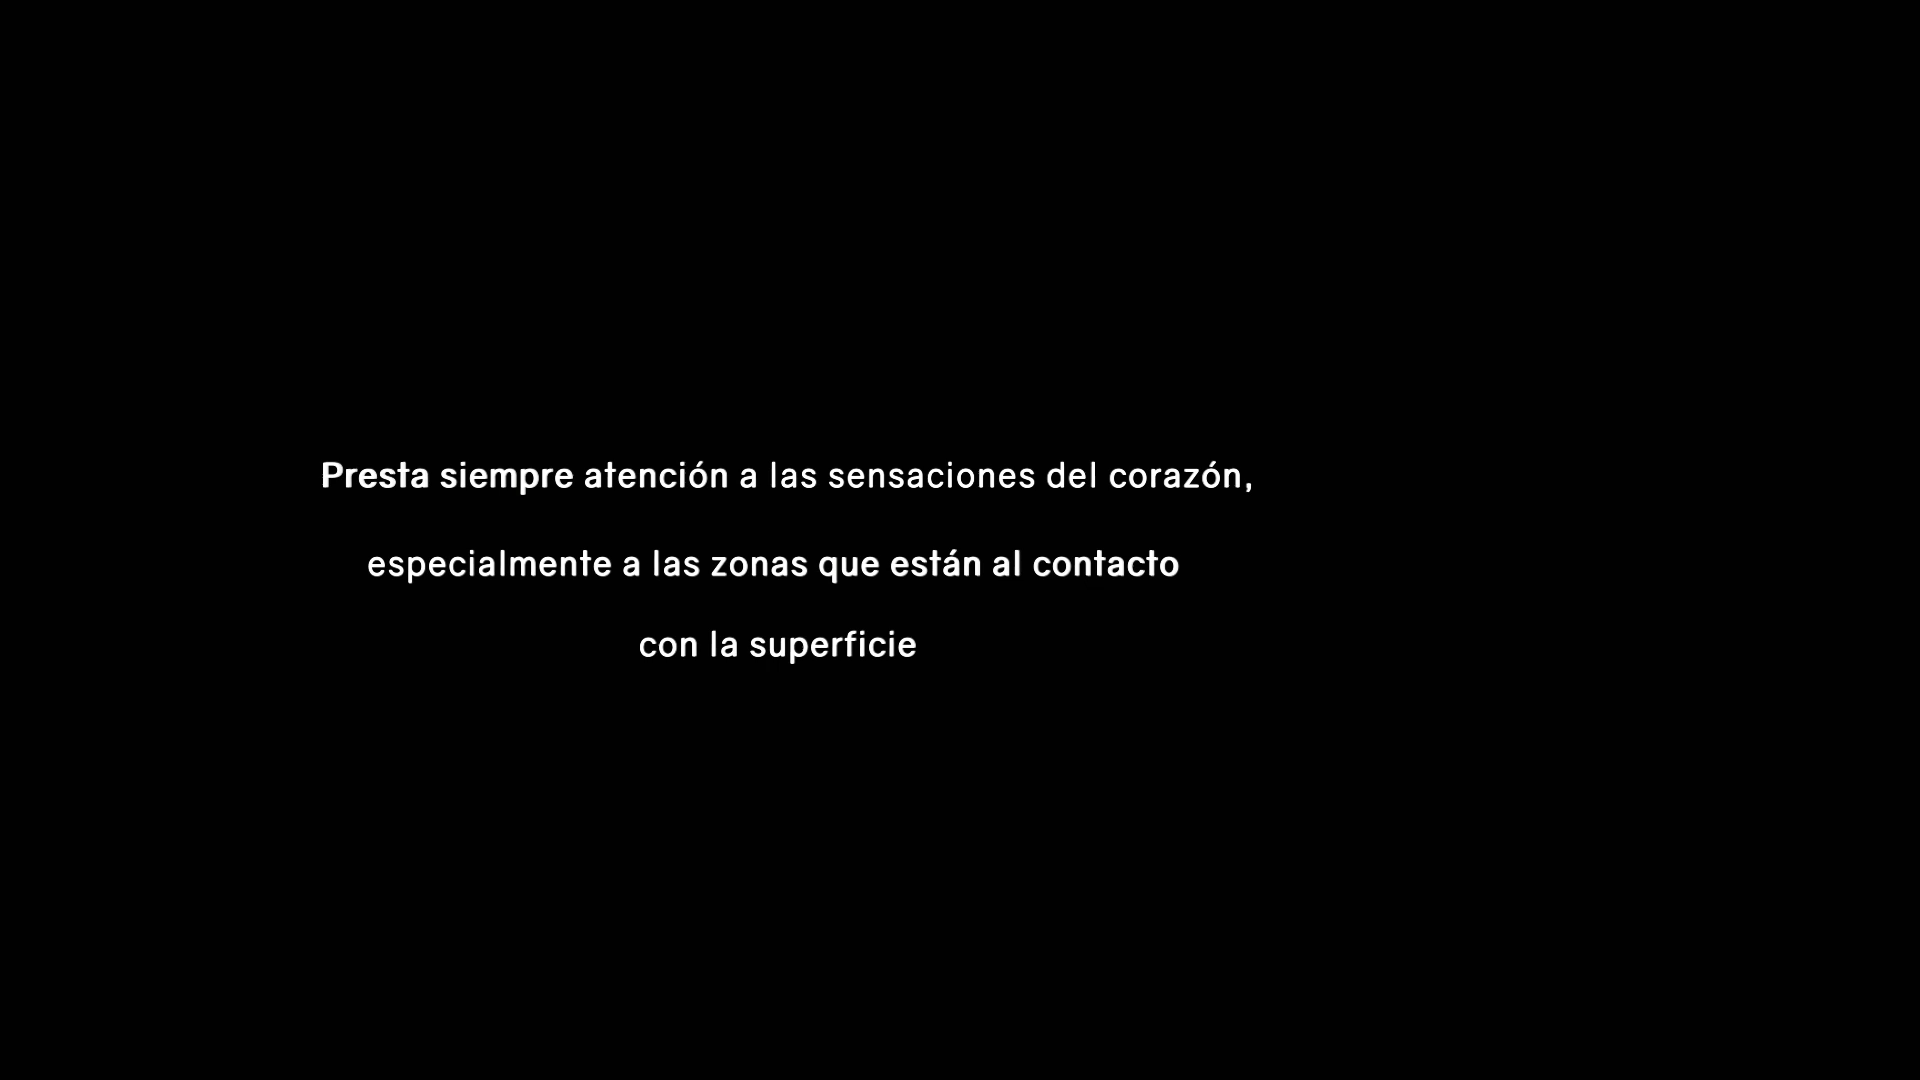 Presta siempre atención a las sensaciones del corazón,
especialmente a las zonas que están al contacto
con la superficie